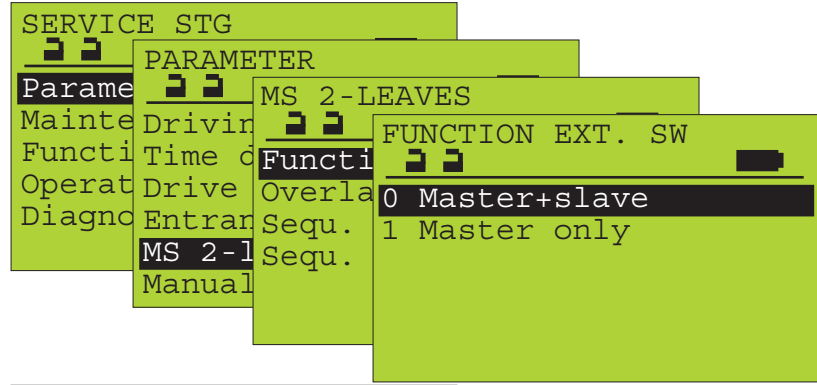 SERVICE STG
Parame
Mainte
Functi
Operat
Diagno
PARAMETER
Drivin
Time d
Drive
Entran
MS 2-l
Manual
MS 2-LEAVES
Functi
Overla
Sequ.
Sequ.
FUNCTION EXT. SW
0 Master+slave
1 Master only